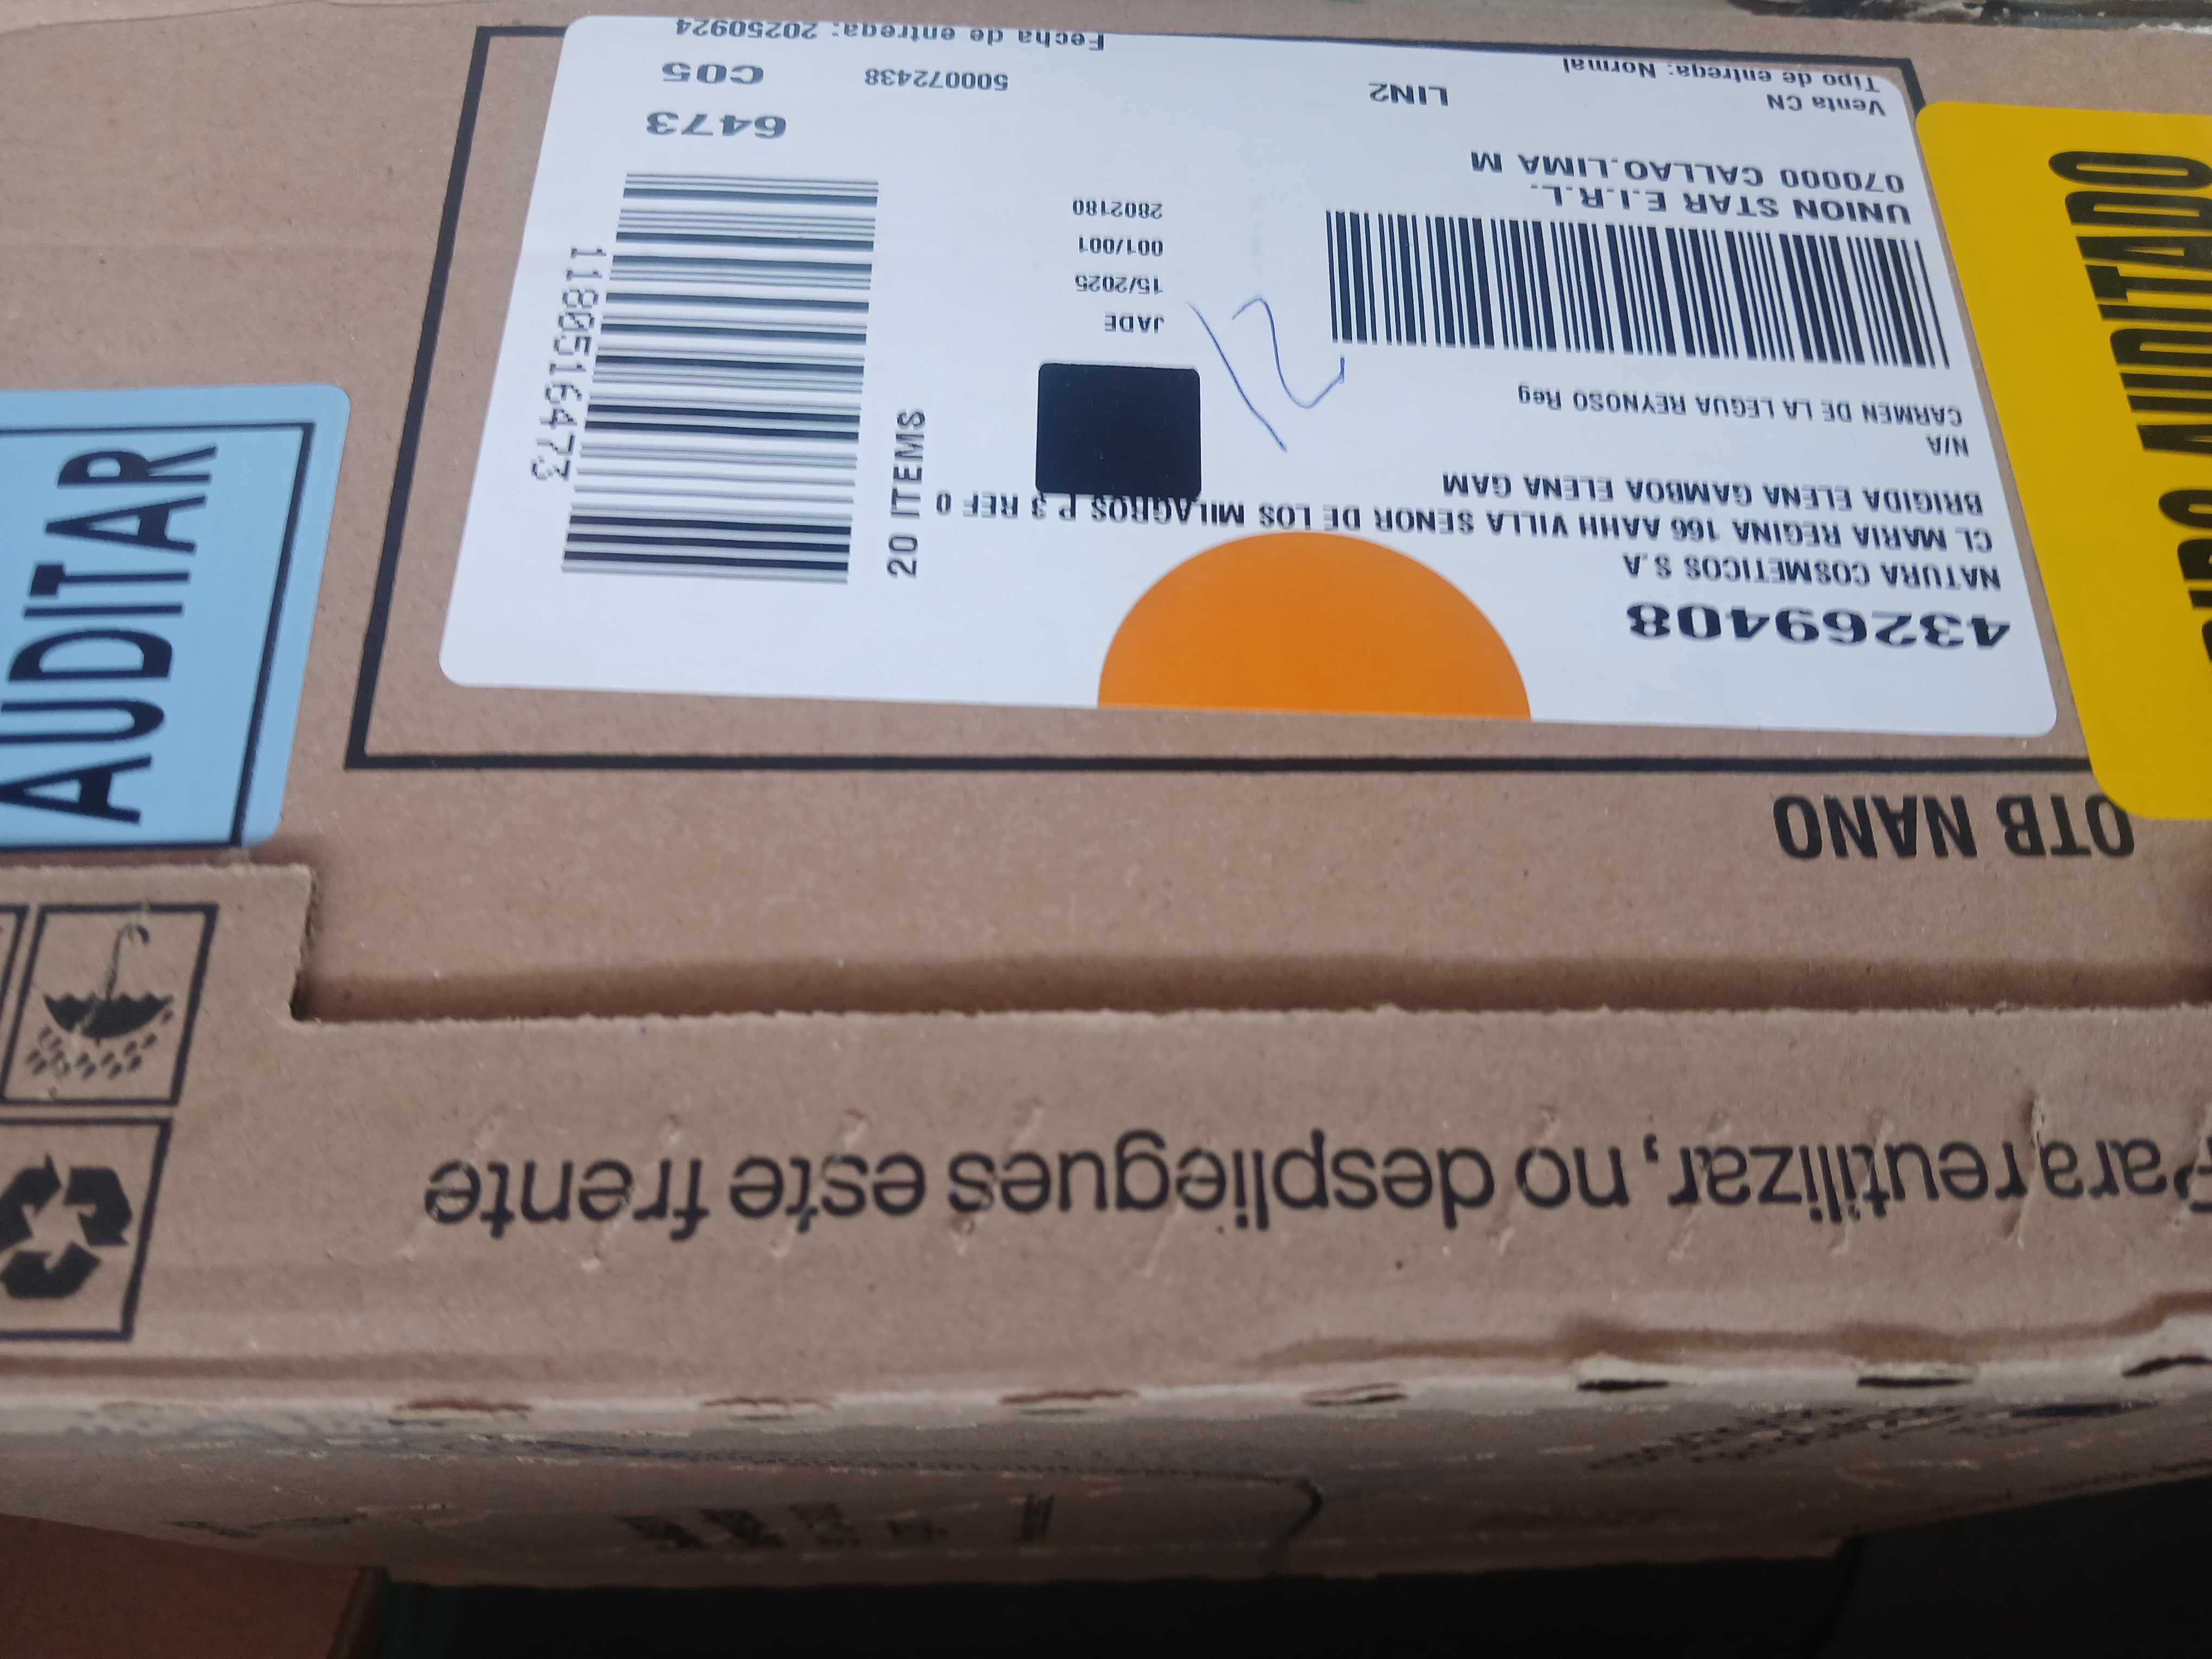 43269408
NATURA COSMETICOS S.A
CL MARIA REGINA 166 AAHH VILLA SENOR DE LOS MILAGROS P 3 REF 0
BRIGIDA ELENA GAMBOA ELENA GAM
N/A
CARMEN DE LA LEGUA REYNOSO Reg
UNION STAR E.I.R.L.
070000 CALLAO.LIMA M
Venta CN
LIN2
Tipo de entrega: Normal
12
JADE
15/2025
001/001
2802180
20 ITEMS
11805516473
6473
500072438
C05
Fecha de entrega: 20250924
AUDITAR
AUDITADO
OTB NANO
Para reutilizar, no despliegues este frente